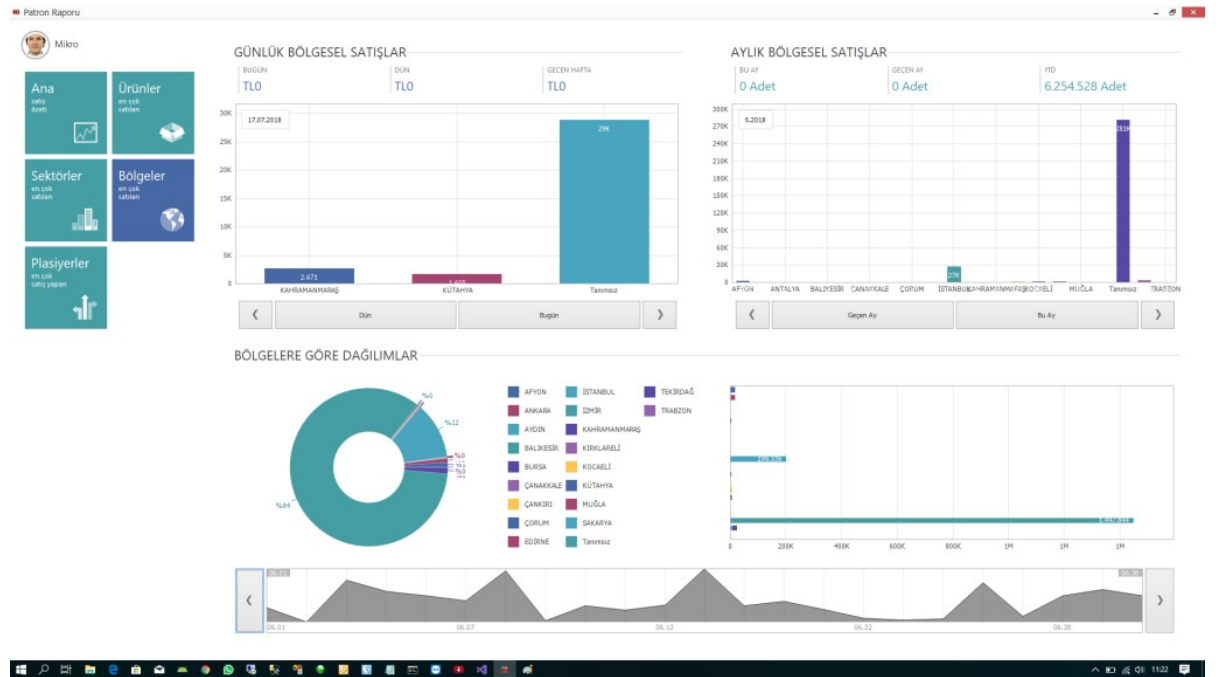 Patron Raporu
Mikro
Ana
satış
özeti
Ürünler
en çok
satılan
Sektörler
en çok
satılan
Bölgeler
en çok
satılan
Plasiyerler
en çok
satış yapan
GÜNLÜK BÖLGESEL SATIŞLAR
BUGÜN DÜN GEÇEN HAFTA
TL0 TL0 TL0
17.07.2018
30K
25K
20K
15K
10K
5K
0
29K
2.671
KAHRAMANMARAŞ KÜTAHYA Tanımsız
Dün Bugün
AYLIK BÖLGESEL SATIŞLAR
BU AY GEÇEN AY YTD
0 Adet 0 Adet 6.254.528 Adet
6.2018
300K
270K
240K
210K
180K
150K
120K
90K
60K
30K
0
281K
27K
AFYON ANTALYA BALIKESİR ÇANAKKALE ÇORUM İSTANBUL KAHRAMANMARAŞ KOCAELİ MUĞLA Tanımsız TRABZON
Geçen Ay Bu Ay
BÖLGELERE GÖRE DAĞILIMLAR
%0
%12
%0
%84
AFYON İSTANBUL TEKİRDAĞ
ANKARA İZMİR TRABZON
AYDIN KAHRAMANMARAŞ
BALIKESİR KIRKLARELİ
BURSA KOCAELİ
ÇANAKKALE KÜTAHYA
ÇANKIRI MUĞLA
ÇORUM SAKARYA
EDİRNE Tanımsız
0 200K 400K 600K 800K 1M 1M 1M
06.01 06.30
06.01 06.07 06.13 06.22 06.28
11:22